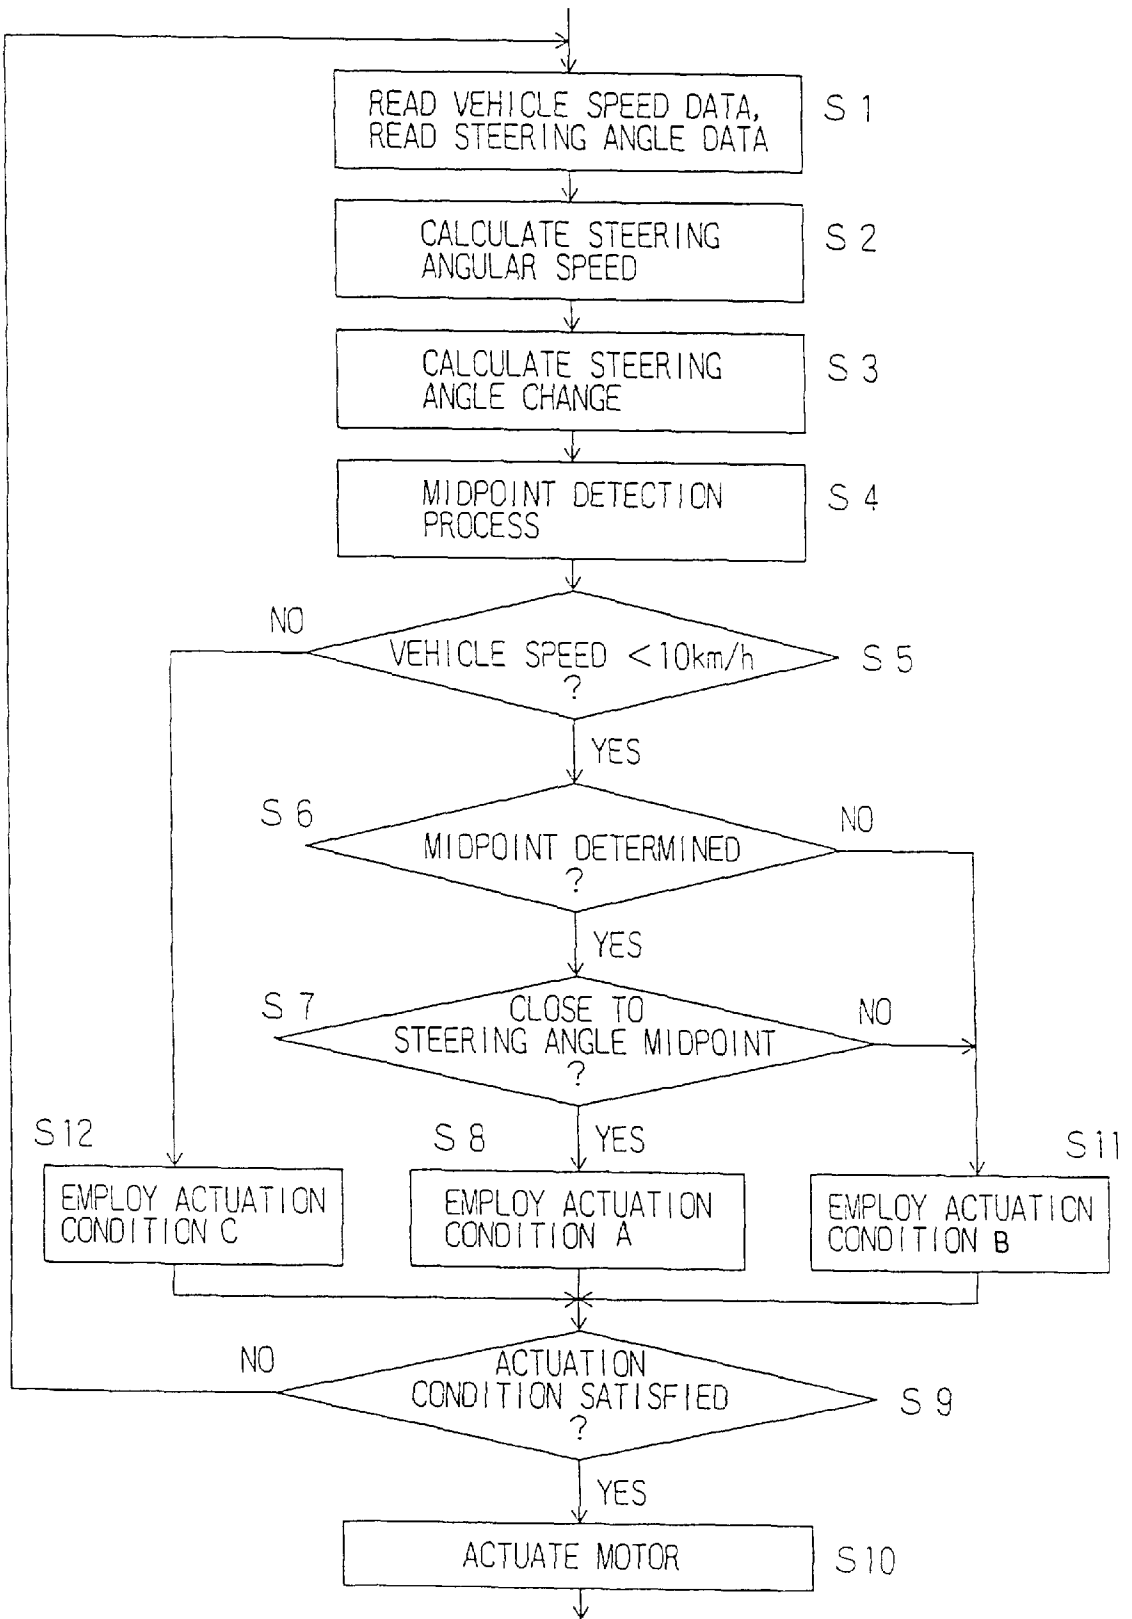 READ VEHICLE SPEED DATA,
READ STEERING ANGLE DATA
S 1
CALCULATE STEERING
ANGULAR SPEED
S 2
CALCULATE STEERING
ANGLE CHANGE
S 3
MIDPOINT DETECTION
PROCESS
S 4
NO
VEHICLE SPEED <10km/h
?
S 5
YES
S 6
MIDPOINT DETERMINED
?
NO
YES
S 7
CLOSE TO
STEERING ANGLE MIDPOINT
?
NO
YES
S12
EMPLOY ACTUATION
CONDITION C
S 8
EMPLOY ACTUATION
CONDITION A
S11
EMPLOY ACTUATION
CONDITION B
NO
ACTUATION
CONDITION SATISFIED
?
S 9
YES
ACTUATE MOTOR
S10